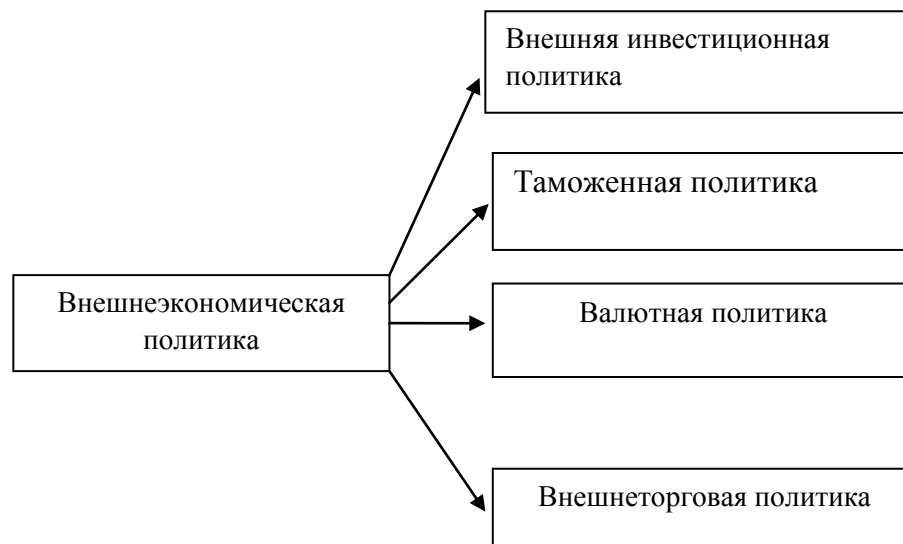 Внешняя инвестиционная
политика
Таможенная политика
Внешнеэкономическая
политика
Валютная политика
Внешнеторговая политика